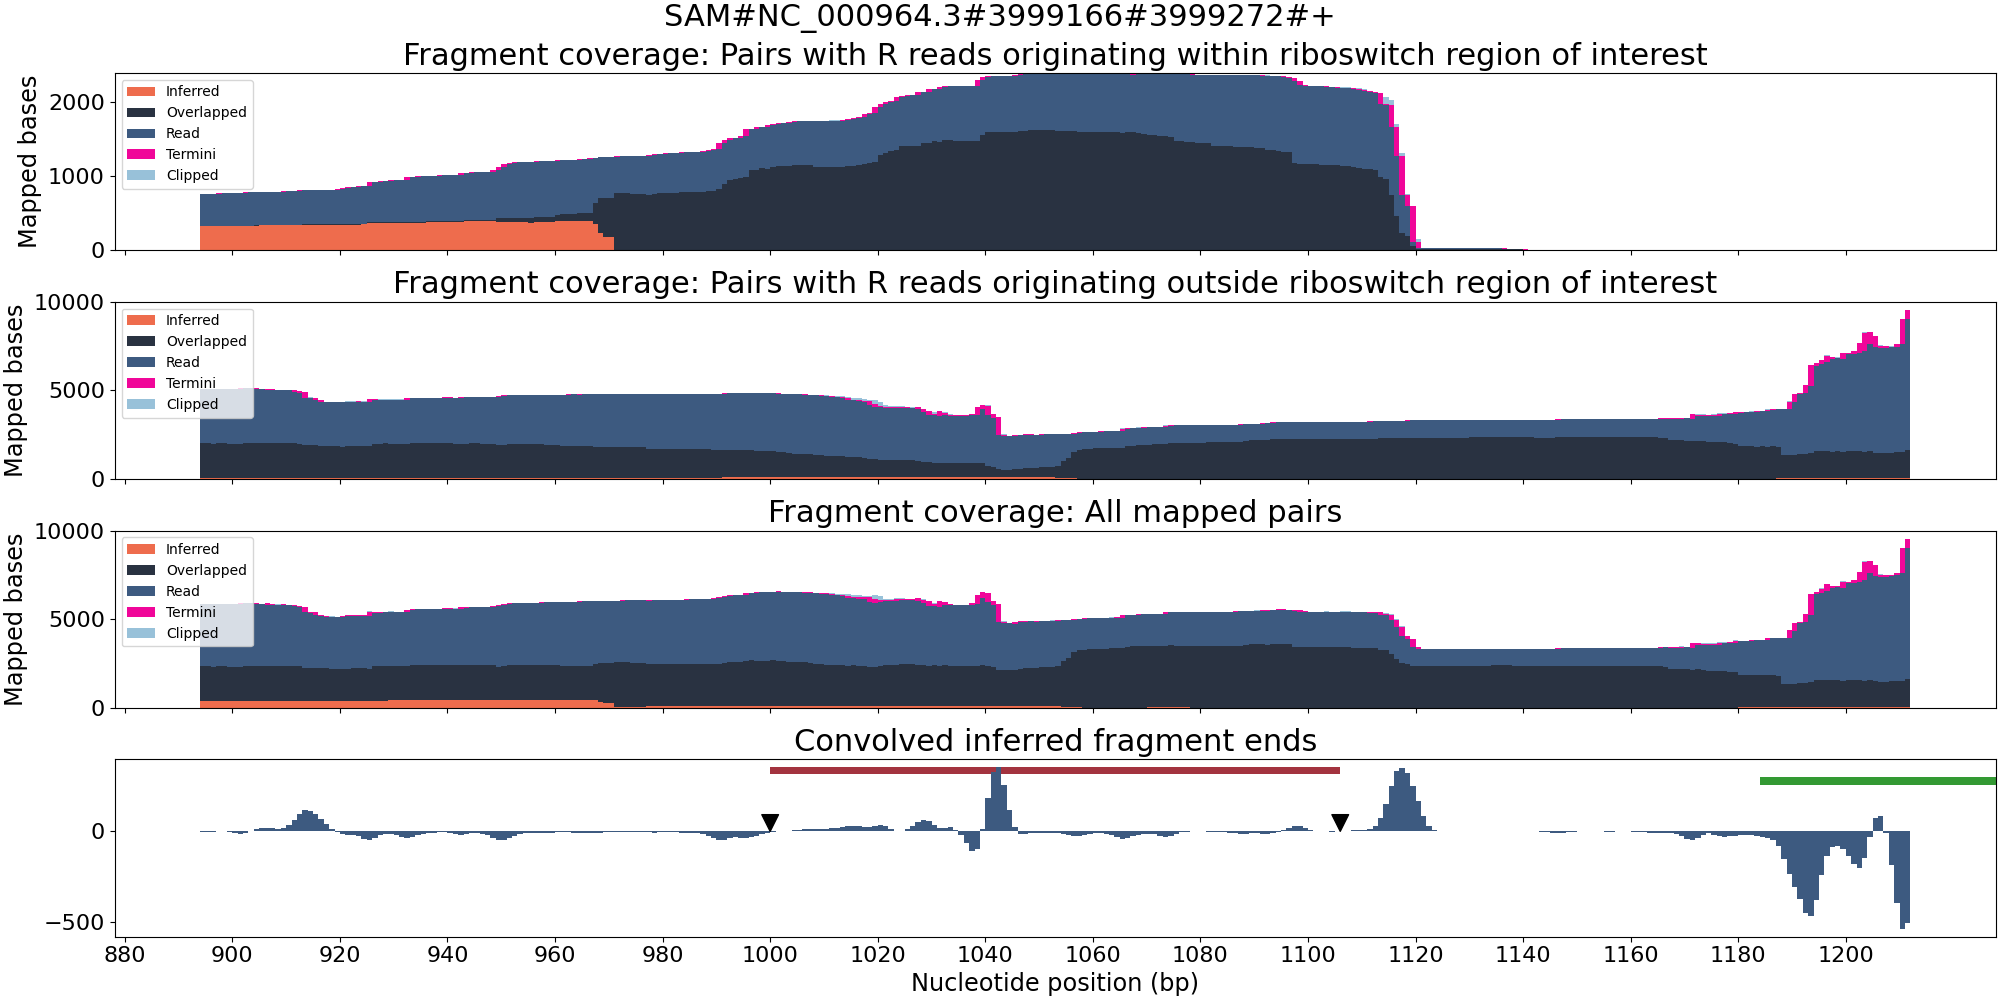 SAM#NC_000964.3#3999166#3999272#+
Fragment coverage: Pairs with R reads originating within riboswitch region of interest
Mapped bases
2000
1000
0
Inferred
Overlapped
Read
Termini
Clipped
Fragment coverage: Pairs with R reads originating outside riboswitch region of interest
Mapped bases
10000
5000
0
Inferred
Overlapped
Read
Termini
Clipped
Fragment coverage: All mapped pairs
Mapped bases
10000
5000
0
Inferred
Overlapped
Read
Termini
Clipped
Convolved inferred fragment ends
0
−500
880 900 920 940 960 980 1000 1020 1040 1060 1080 1100 1120 1140 1160 1180 1200
Nucleotide position (bp)